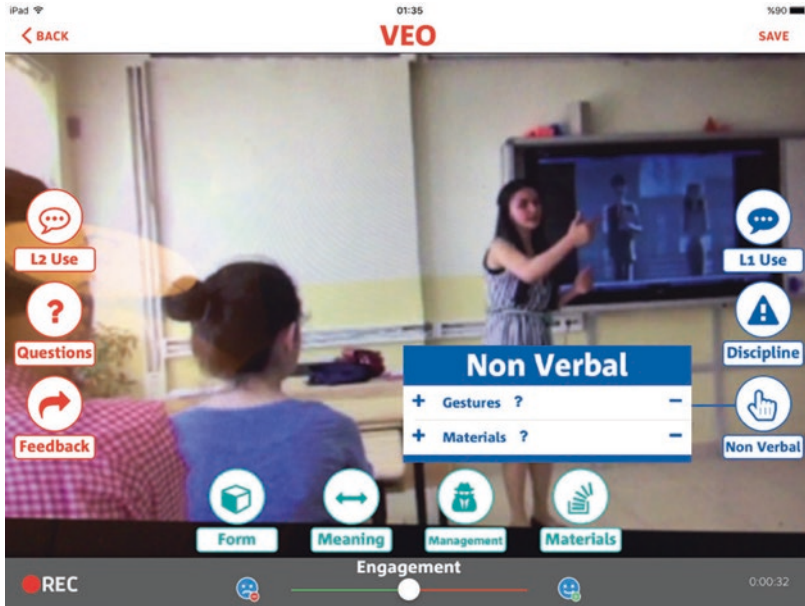 iPad 01:35 %90
BACK VEO SAVE
L2 Use
Questions
Feedback
L1 Use
Discipline
Non Verbal
Non Verbal
+ Gestures ? −
+ Materials ? −
Form Meaning Management Materials
Engagement
REC 0:00:32